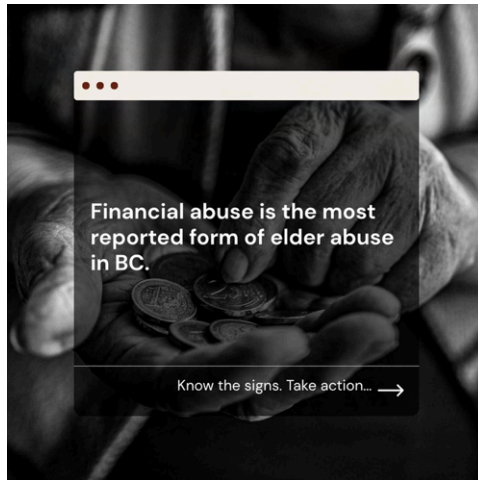 Financial abuse is the most
reported form of elder abuse
in BC.
Know the signs. Take action...